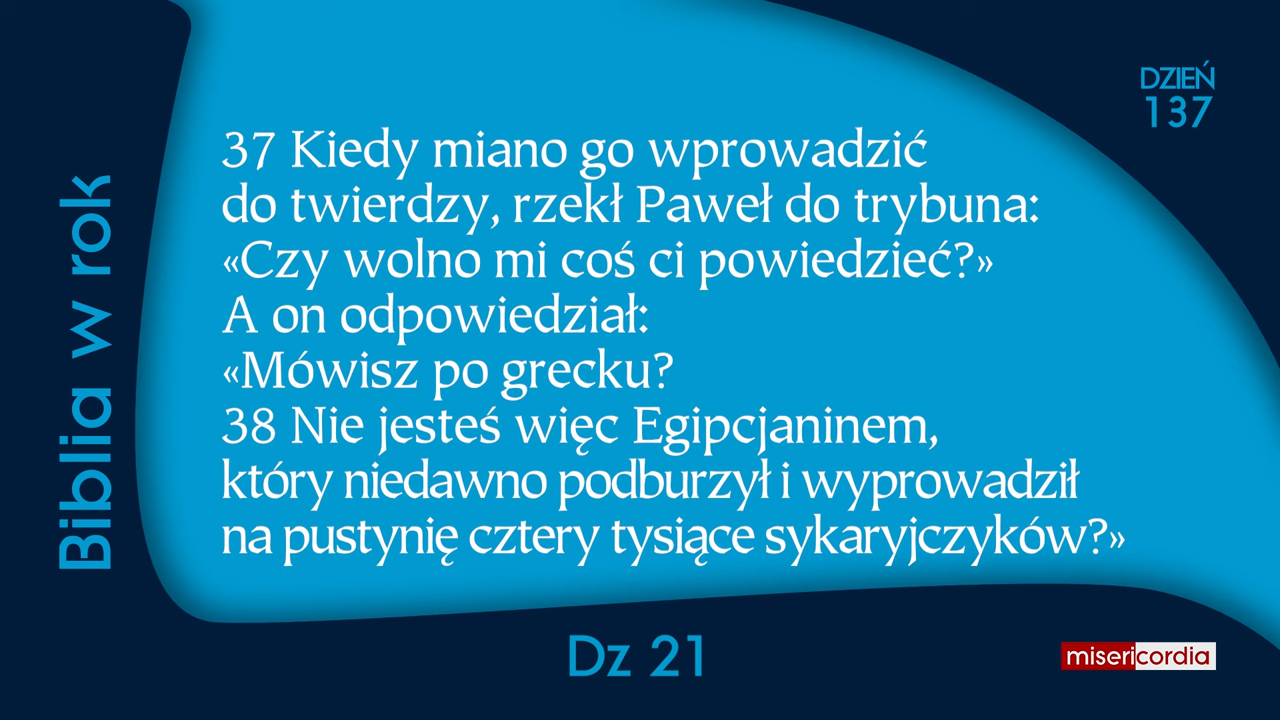 DZIEŃ
137
37 Kiedy miano go wprowadzić
do twierdzy, rzekł Paweł do trybuna:
«Czy wolno mi coś ci powiedzieć?»
A on odpowiedział:
«Mówisz po grecku?
38 Nie jesteś więc Egipcjaninem,
który niedawno podburzył i wyprowadził
na pustynię cztery tysiące sykaryjczyków?»
Biblia w rok
Dz 21
misericordia